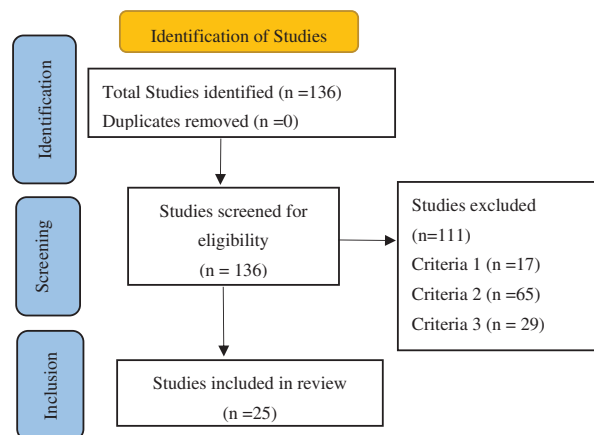 Identification of Studies
Identification
Total Studies identified (n =136)
Duplicates removed (n =0)
Screening
Studies screened for
eligibility
(n = 136)
Studies excluded
(n=111)
Criteria 1 (n =17)
Criteria 2 (n =65)
Criteria 3 (n = 29)
Inclusion
Studies included in review
(n =25)